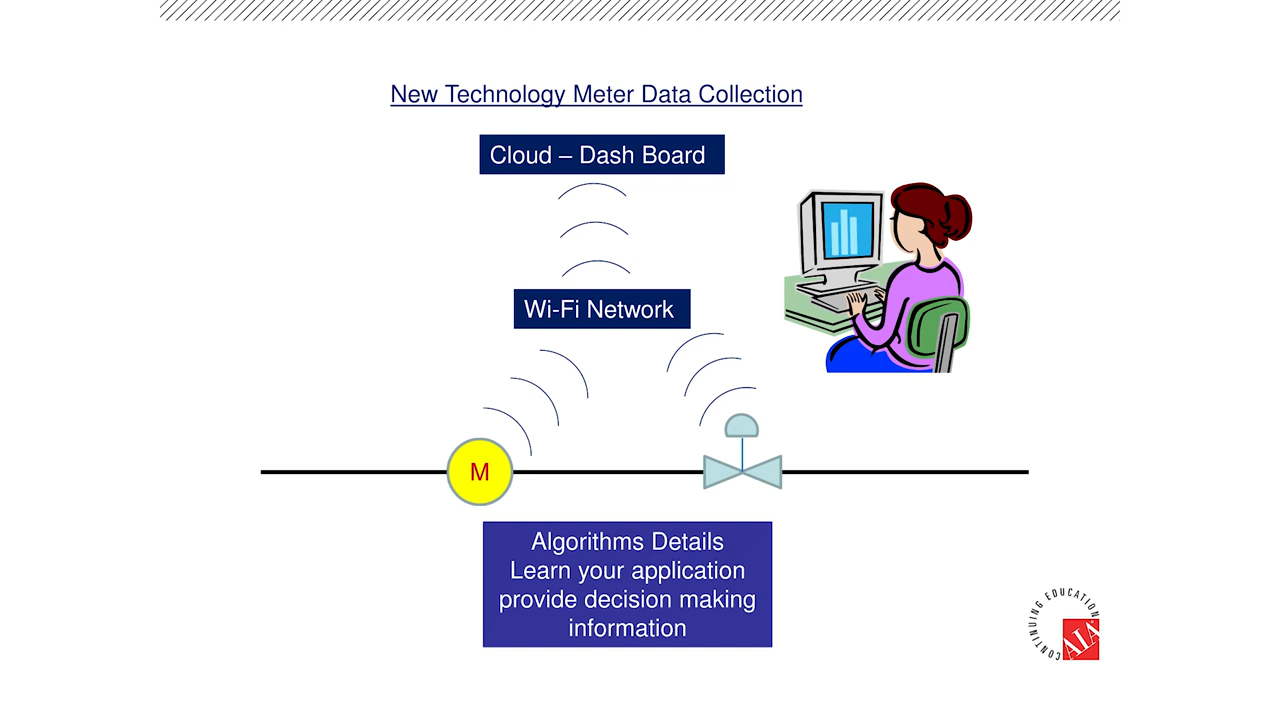 New Technology Meter Data Collection
Cloud – Dash Board
Wi-Fi Network
M
Algorithms Details
Learn your application
provide decision making
information
CONTINUING EDUCATION
AIA